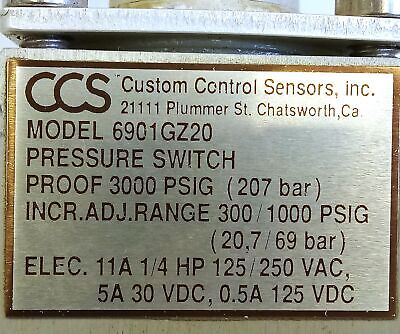 CCS ™Custom Control Sensors, inc.
21111 Plummer St. Chatsworth,Ca.
MODEL 6901GZ20
PRESSURE SWITCH
PROOF 3000 PSIG (207 bar)
INCR.ADJ.RANGE 300/1000 PSIG
(20,7/69 bar)
ELEC. 11A 1/4 HP 125/250 VAC,
5A 30 VDC, 0.5A 125 VDC